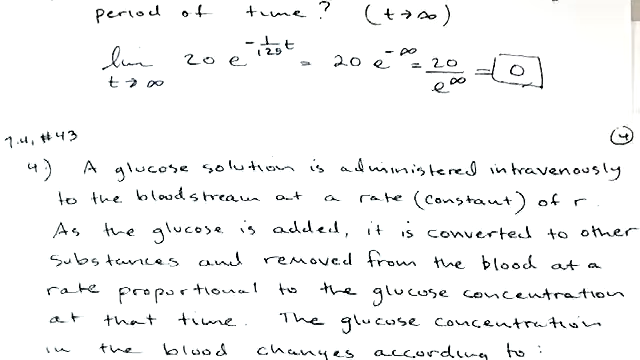 period of time? (t→∞)
lim t→∞ 20 e^{-1/125 t} = 20 e^{-∞} = 20/e^∞ = 0
7.4, #43
4
4.) A glucose solution is administered intravenously
to the bloodstream at a rate (constant) of r.
As the glucose is added, it is converted to other
substances and removed from the blood at a
rate proportional to the glucose concentration
at that time. The glucose concentration
in the blood changes according to: